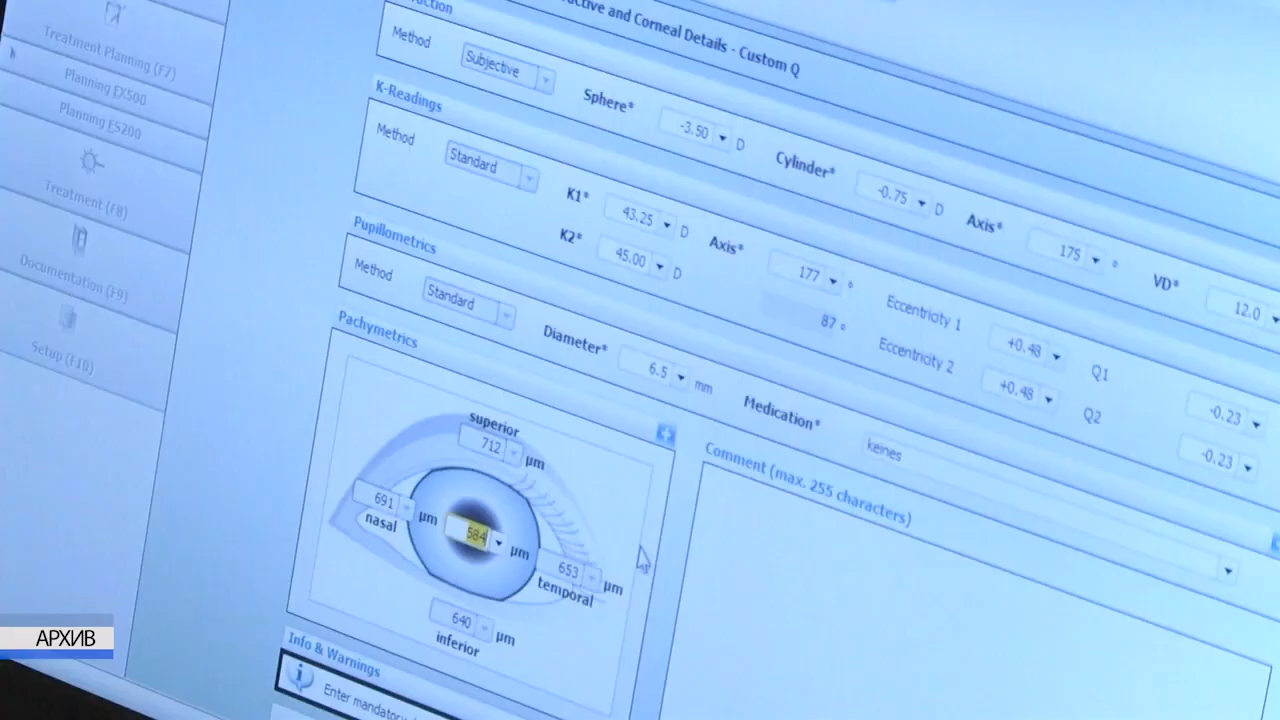 Treatment Planning (F7)
Planning EX500
Planning FS200
Treatment (F8)
Documentation (F9)
Setup (F10)
and Corneal Details - Custom Q
Method Subjective Sphere* -3.50 D Cylinder* -0.75 D Axis* 175 ° VD* 12.0
K-Readings
Method Standard K1* 43.25 D Axis* 177 ° Eccentricity 1 +0.48 Q1 -0.23
K2* 45.00 D 87 ° Eccentricity 2 +0.48 Q2 -0.23
Pupillometrics
Method Standard Diameter* 6.5 mm Medication* keines
Pachymetrics
superior
712 µm
691 µm
nasal
584 µm
653 µm
temporal
640 µm
inferior
Comment (max. 255 characters)
Info & Warnings
Enter
АРХИВ